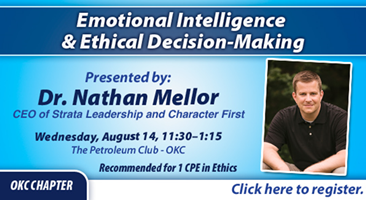 Emotional Intelligence
& Ethical Decision-Making
Presented by:
Dr. Nathan Mellor
CEO of Strata Leadership and Character First
Wednesday, August 14, 11:30–1:15
The Petroleum Club - OKC
Recommended for 1 CPE in Ethics
OKC CHAPTER
Click here to register.